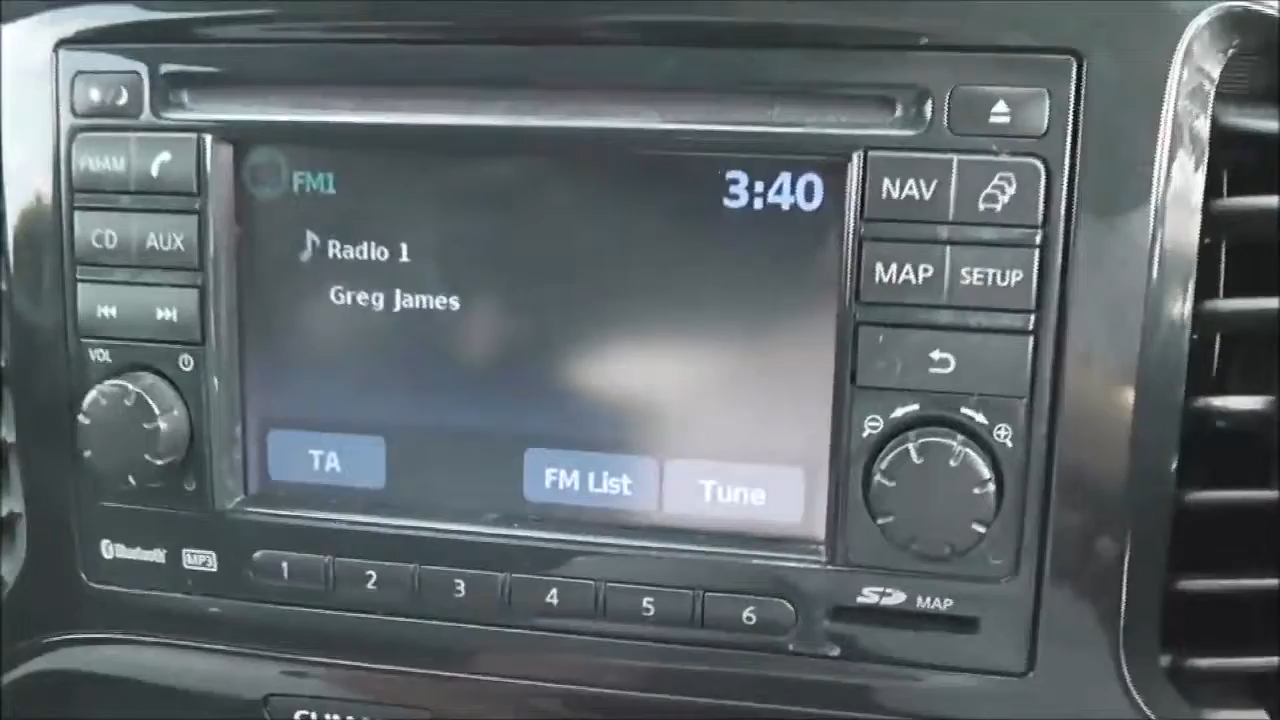 FM·AM
NAV
FM1
3:40
CD AUX
Radio 1
MAP SETUP
Greg James
VOL
TA
FM List
Tune
Bluetooth
MP3
1 2 3 4 5 6
SD MAP